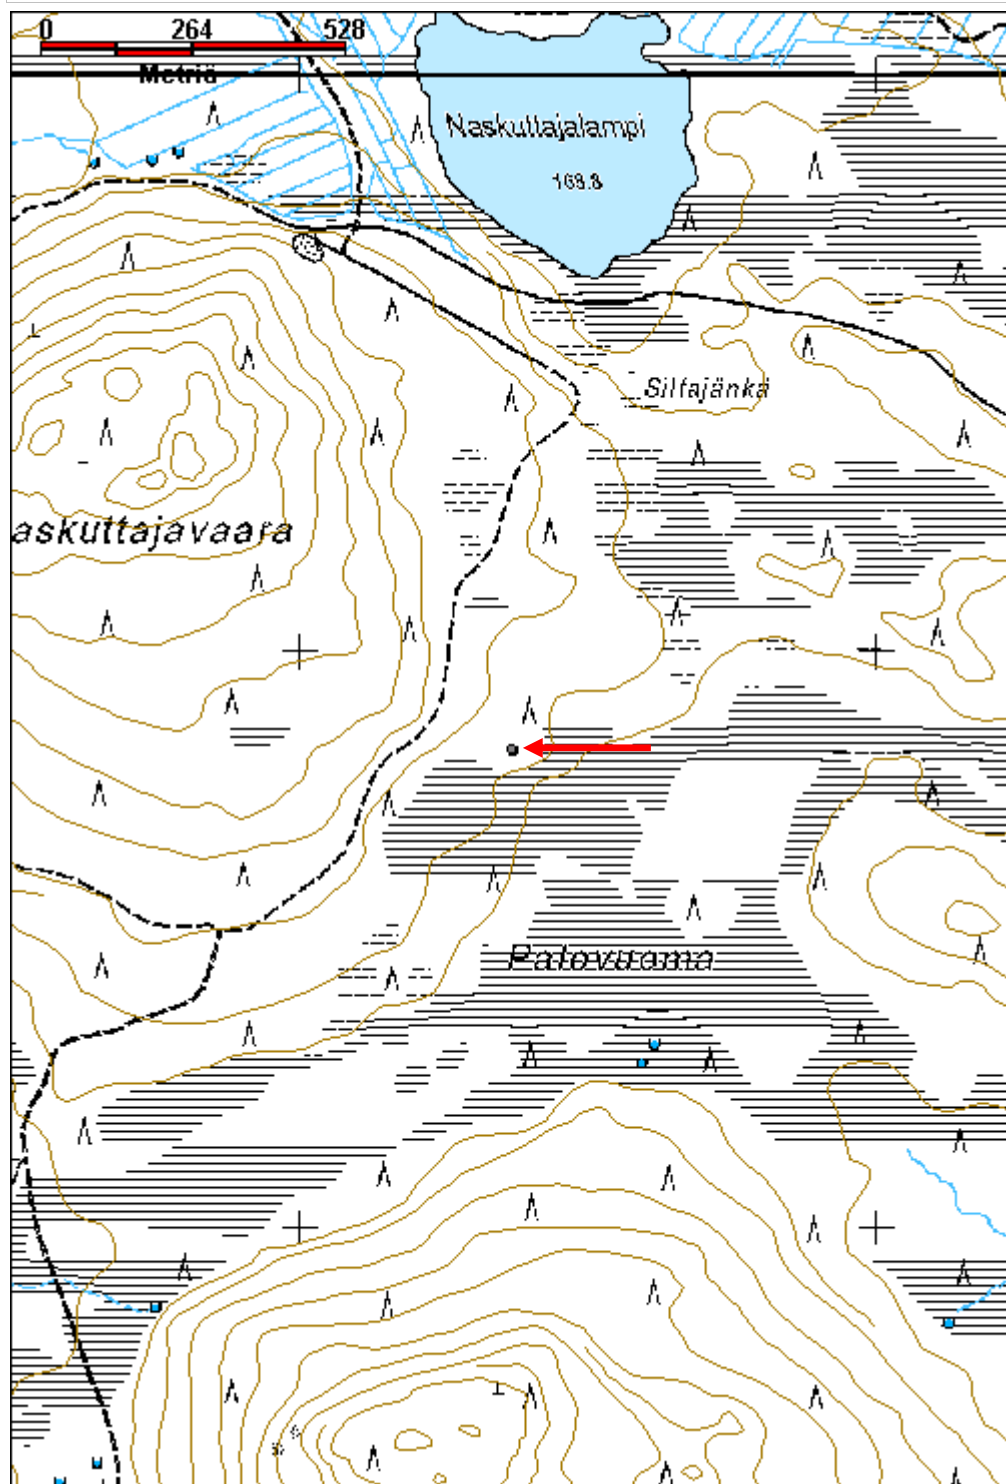 0 264 528
Metriä
Naskuttajalampi
168.8
Siltajänkä
askuttajavaara
Palovuoma